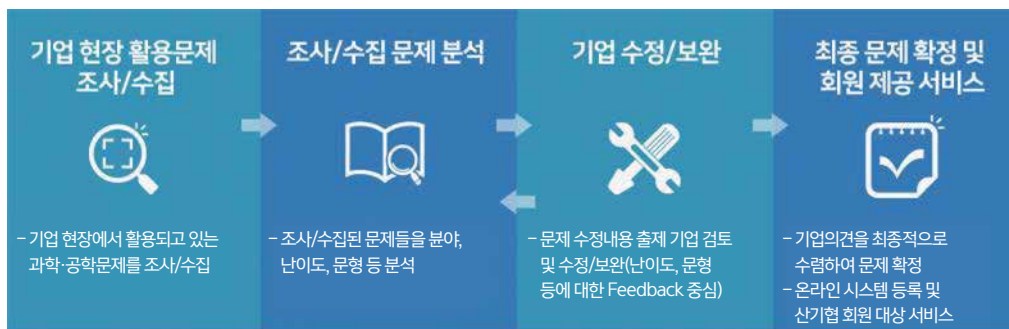 기업 현장 활용문제
조사/수집
- 기업 현장에서 활용되고 있는
과학·공학문제를 조사/수집
조사/수집 문제 분석
- 조사/수집된 문제들을 분야,
난이도, 문형 등 분석
기업 수정/보완
- 문제 수정내용 출제 기업 검토
및 수정/보완(난이도, 문형
등에 대한 Feedback 중심)
최종 문제 확정 및
회원 제공 서비스
- 기업의견을 최종적으로
수렴하여 문제 확정
- 온라인 시스템 등록 및
산기협 회원 대상 서비스